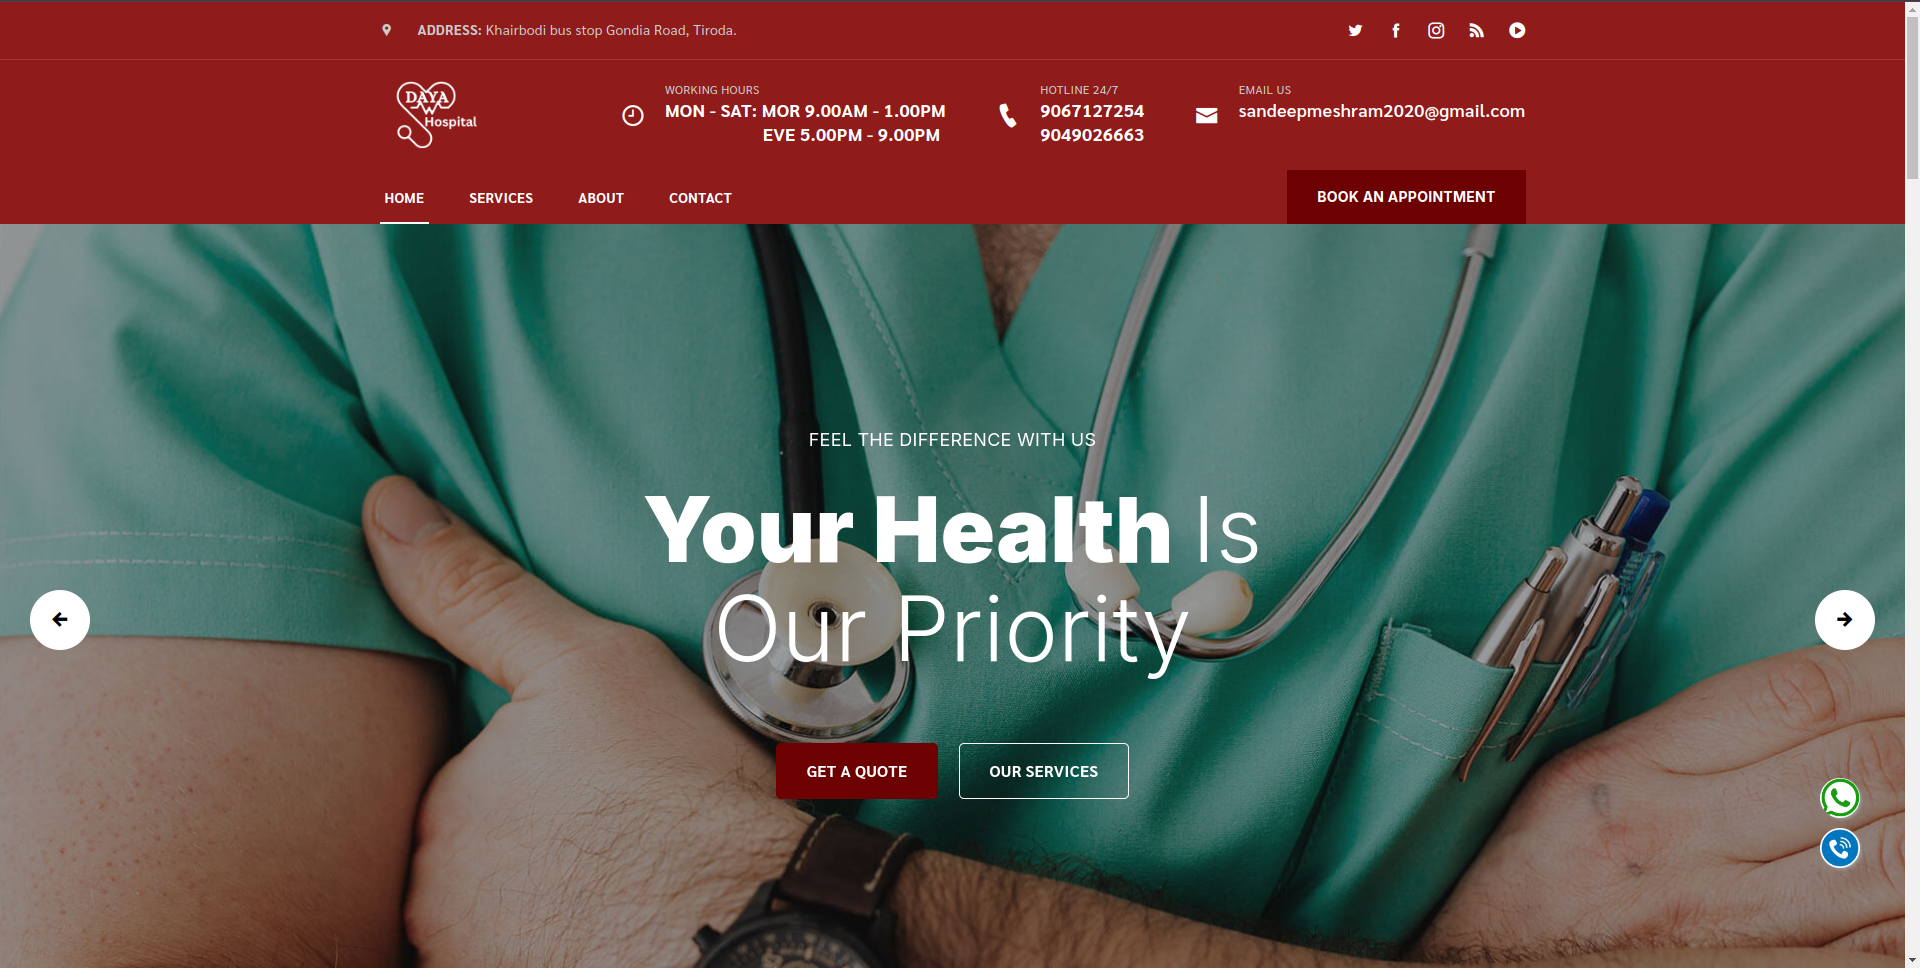 ADDRESS: Khairbodi bus stop Gondia Road, Tiroda.
DAYA
Hospital
WORKING HOURS
MON - SAT: MOR 9.00AM - 1.00PM
EVE 5.00PM - 9.00PM
HOTLINE 24/7
9067127254
9049026663
EMAIL US
sandeepmeshram2020@gmail.com
HOME SERVICES ABOUT CONTACT
BOOK AN APPOINTMENT
FEEL THE DIFFERENCE WITH US
Your Health Is
Our Priority
GET A QUOTE OUR SERVICES